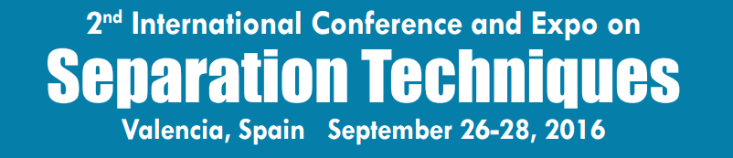 2nd International Conference and Expo on
Separation Techniques
Valencia, Spain September 26-28, 2016